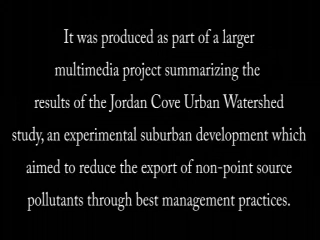 It was produced as part of a larger
multimedia project summarizing the
results of the Jordan Cove Urban Watershed
study, an experimental suburban development which
aimed to reduce the export of non-point source
pollutants through best management practices.